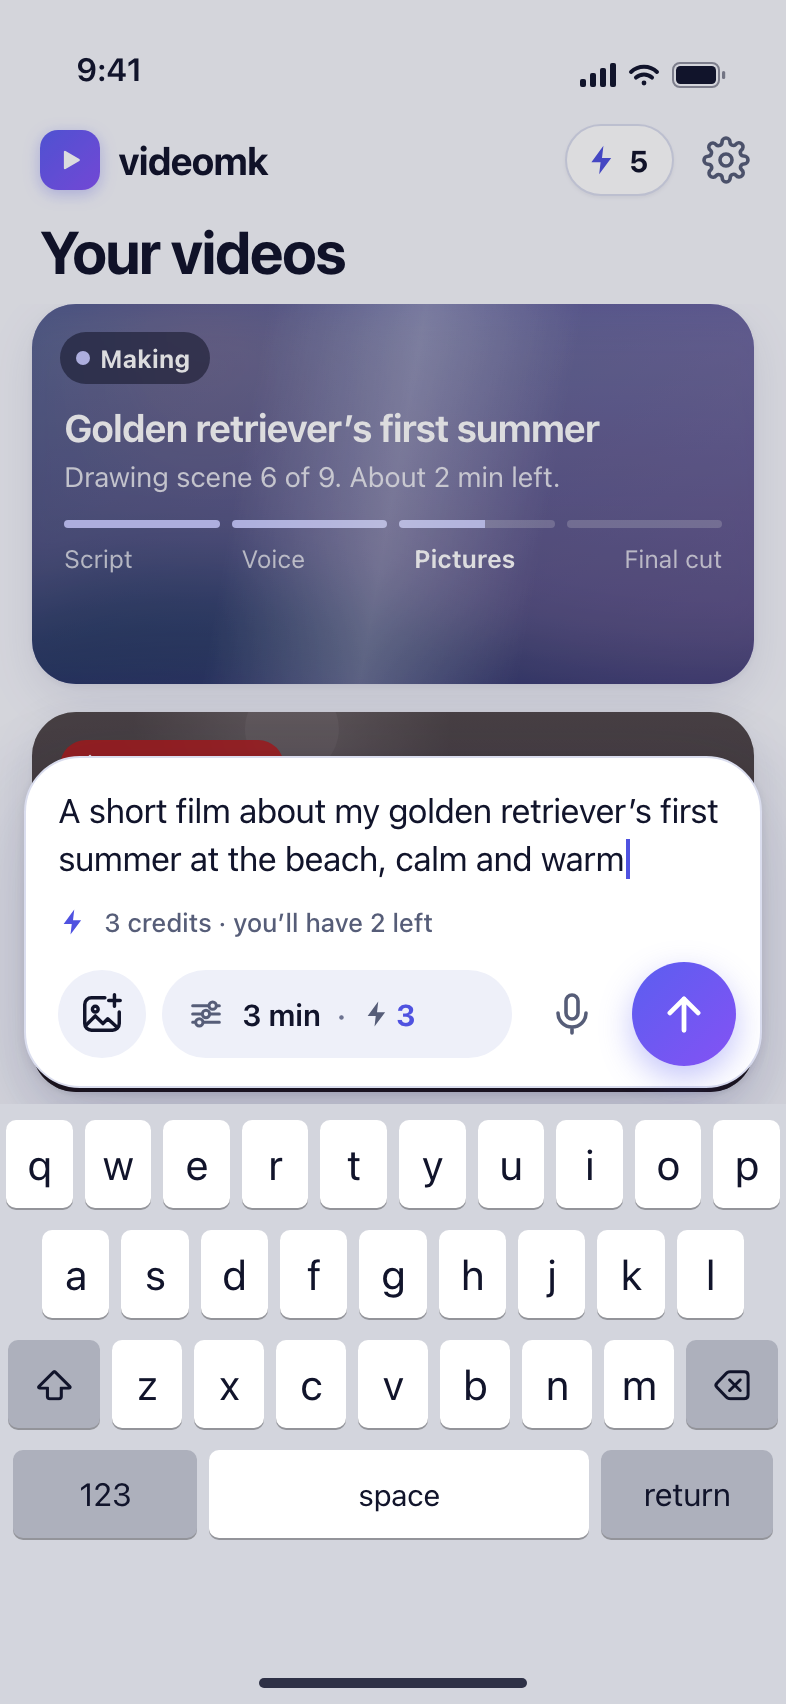 9:41
videomk
5
Your videos
Making
Golden retriever’s first summer
Drawing scene 6 of 9. About 2 min left.
Script Voice Pictures Final cut
A short film about my golden retriever’s first
summer at the beach, calm and warm
3 credits · you’ll have 2 left
3 min · 3
q w e r t y u i o p
a s d f g h j k l
z x c v b n m
123 space return